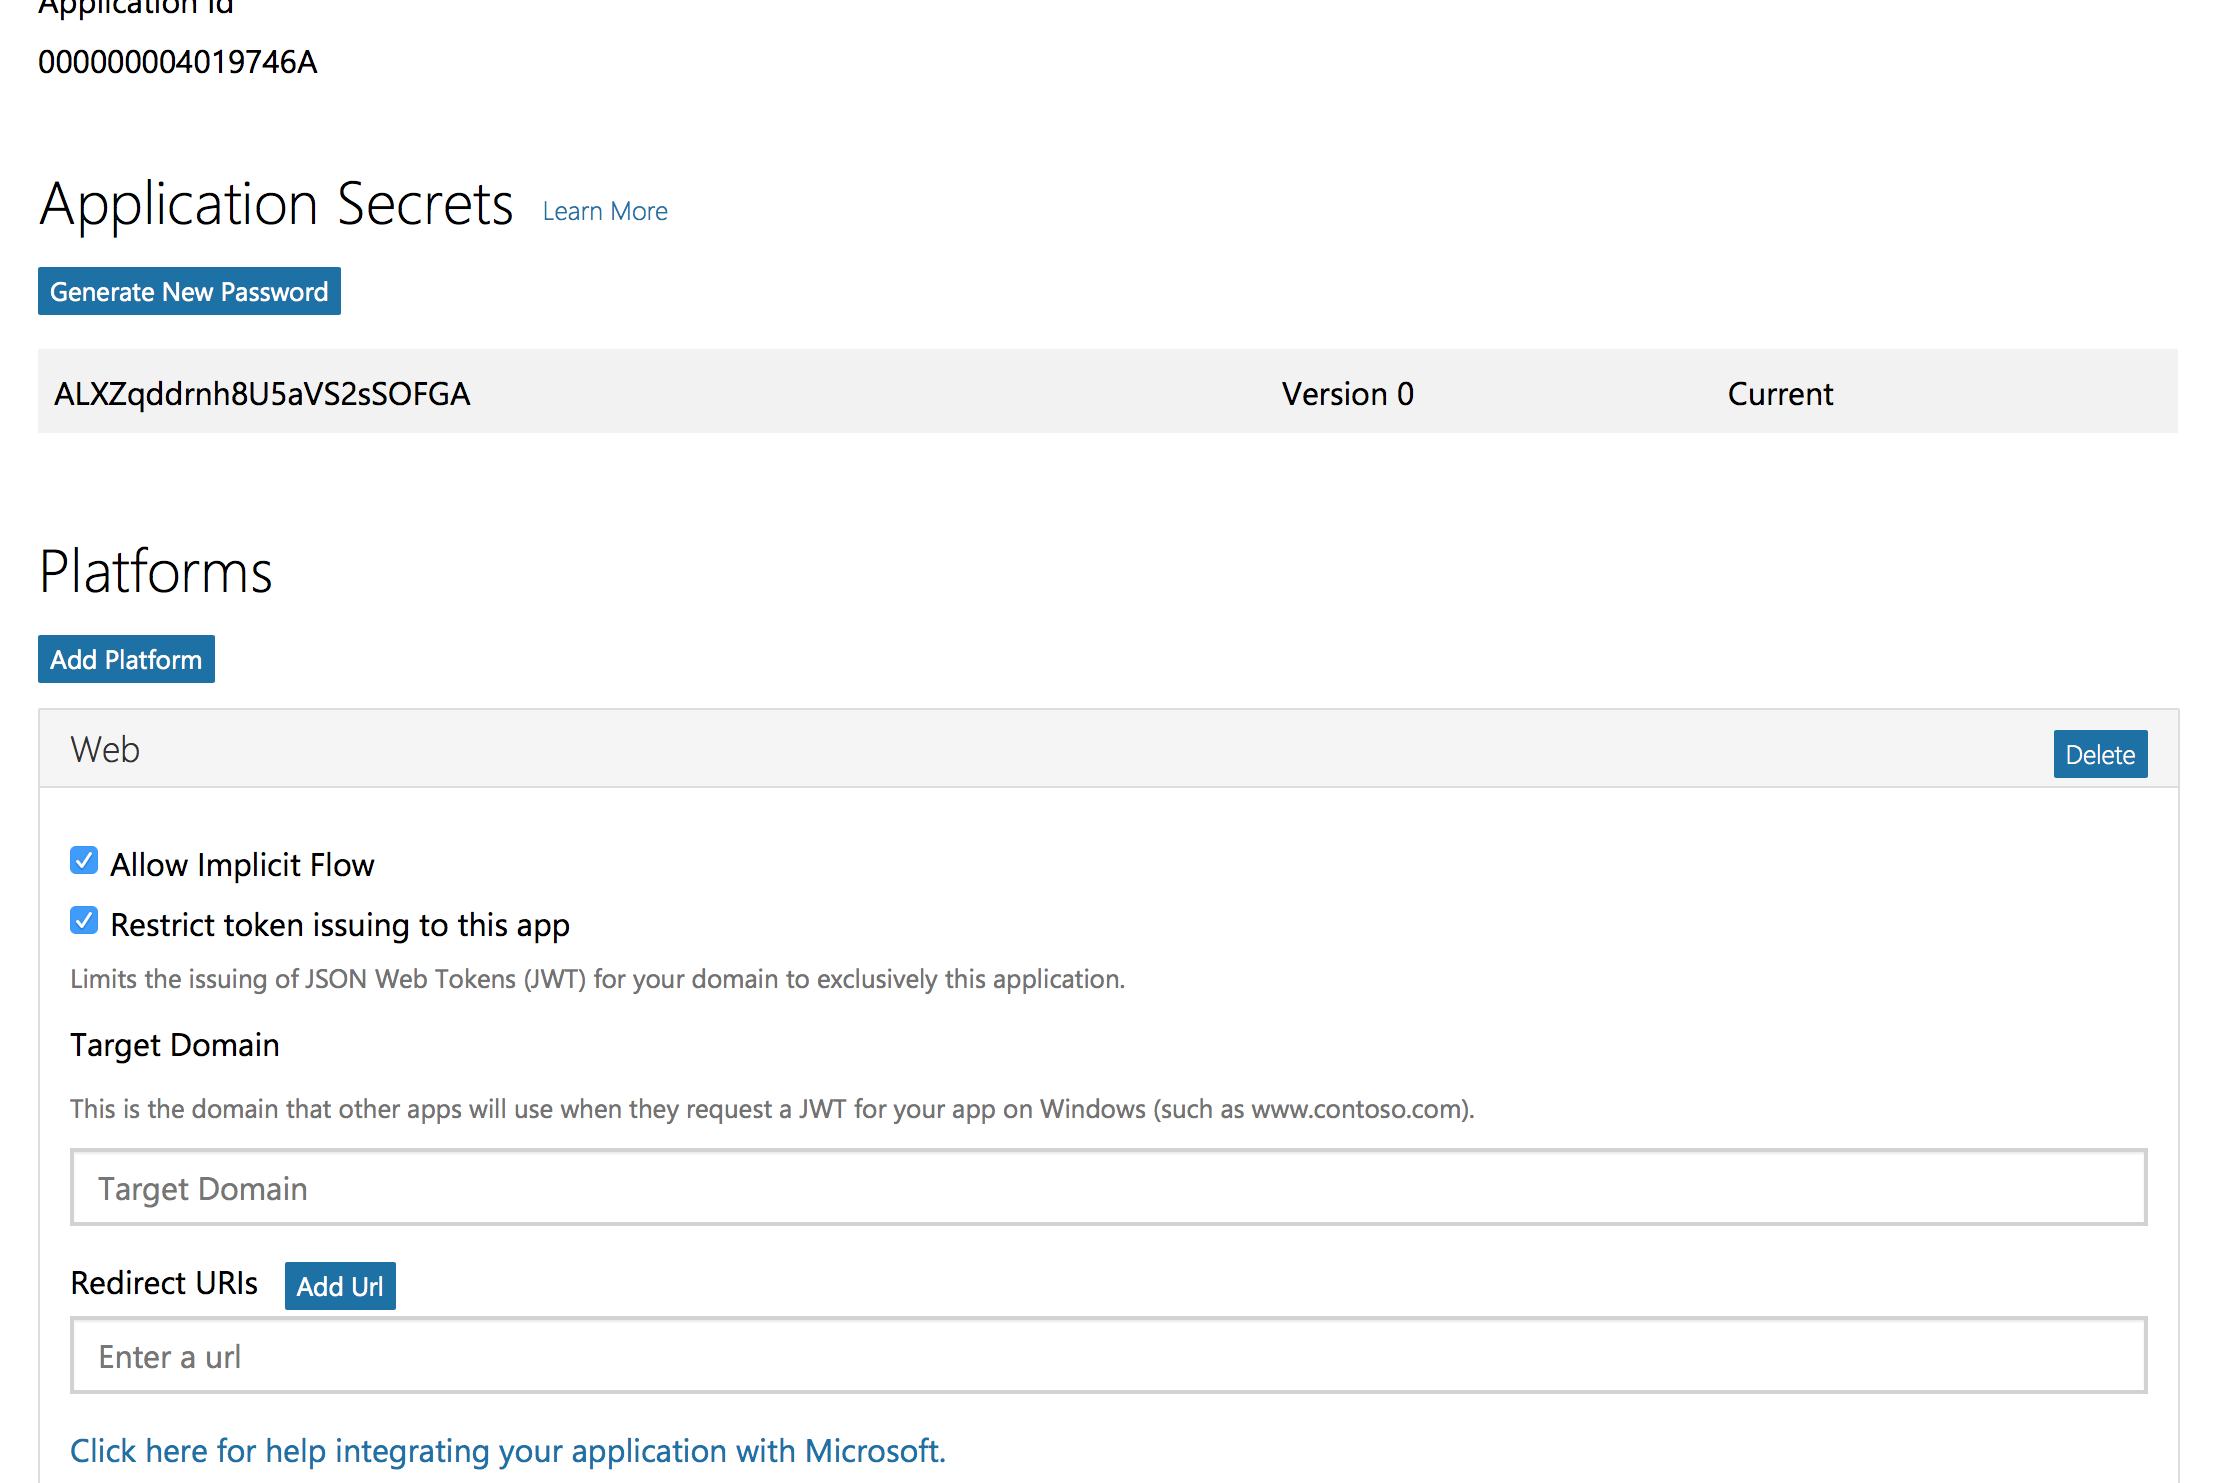 Application Id
000000004019746A
Application Secrets Learn More
Generate New Password
ALXZqddrnh8U5aVS2sSOFGA Version 0 Current
Platforms
Add Platform
Web Delete
Allow Implicit Flow
Restrict token issuing to this app
Limits the issuing of JSON Web Tokens (JWT) for your domain to exclusively this application.
Target Domain
This is the domain that other apps will use when they request a JWT for your app on Windows (such as www.contoso.com).
Target Domain
Redirect URIs Add Url
Enter a url
Click here for help integrating your application with Microsoft.